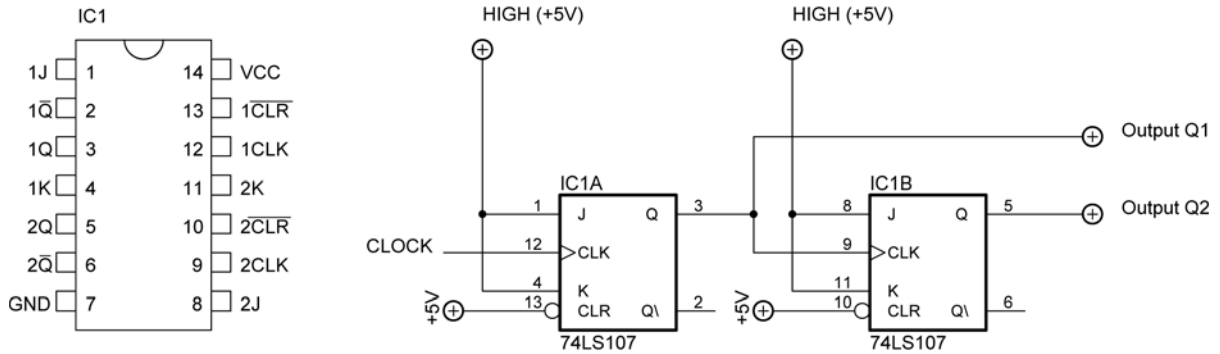 IC1
1J 1 14 VCC
1Q̅ 2 13 1C̅L̅R̅
1Q 3 12 1CLK
1K 4 11 2K
2Q 5 10 2C̅L̅R̅
2Q̅ 6 9 2CLK
GND 7 8 2J
HIGH (+5V)
HIGH (+5V)
Output Q1
IC1A
1 J Q 3
CLOCK 12 CLK
4 K
+5V 13 CLR Q\ 2
74LS107
IC1B
8 J Q 5 Output Q2
9 CLK
11 K
+5V 10 CLR Q\ 6
74LS107